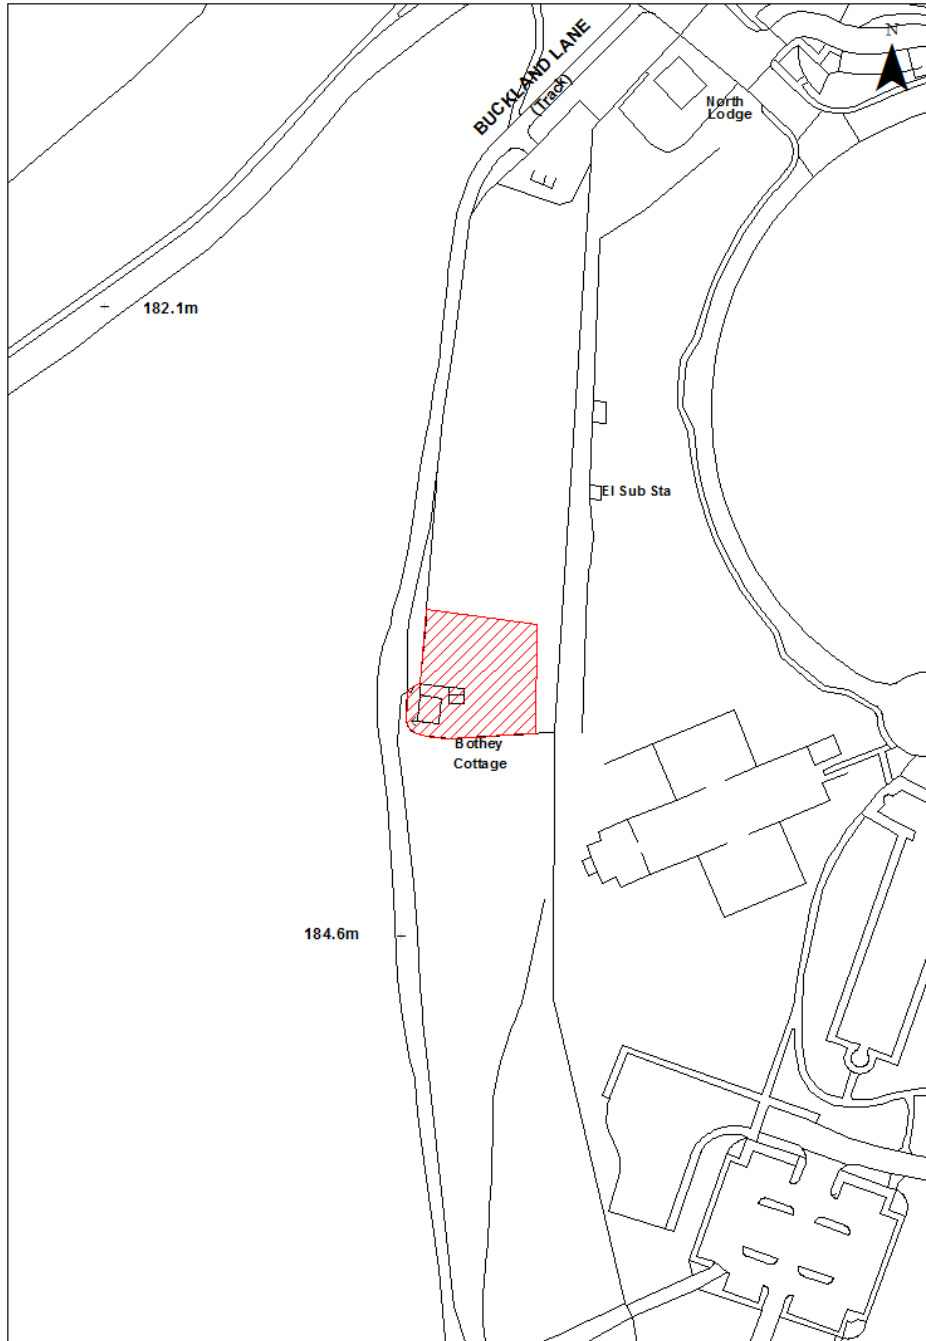 N
BUCKLAND LANE
(Track)
North
Lodge
182.1m
El Sub Sta
Bothey
Cottage
184.6m